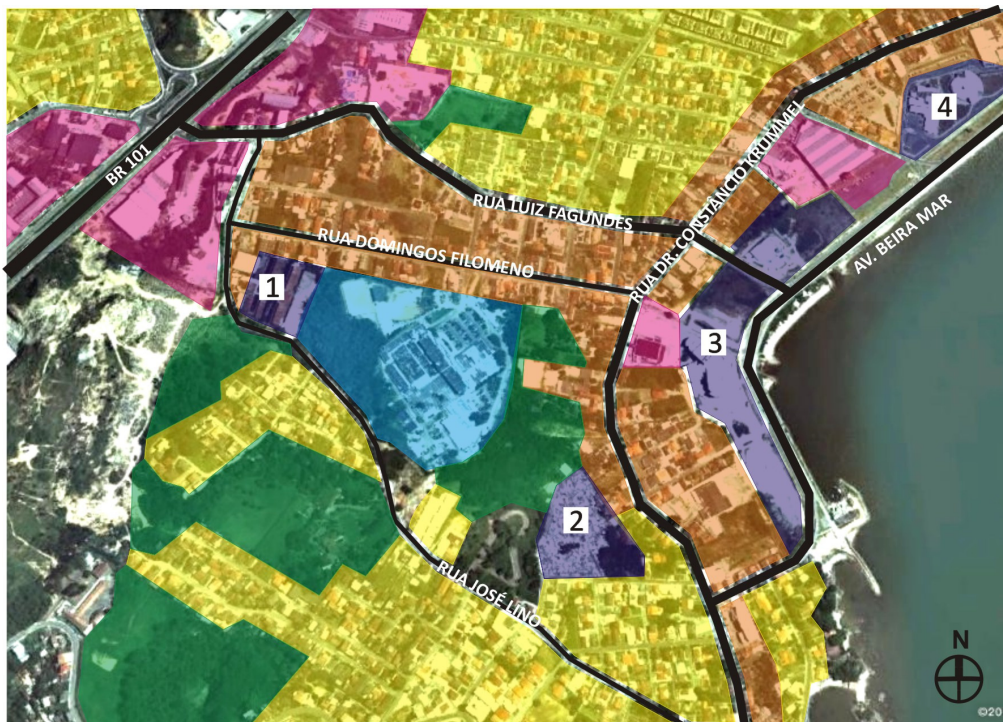 4
BR 101
RUA DR. CONSTÂNCIO KRUMMEL
RUA LUIZ FAGUNDES
RUA DOMINGOS FILOMENO
AV. BEIRA MAR
1
3
2
RUA JOSÉ LINO
N
©20